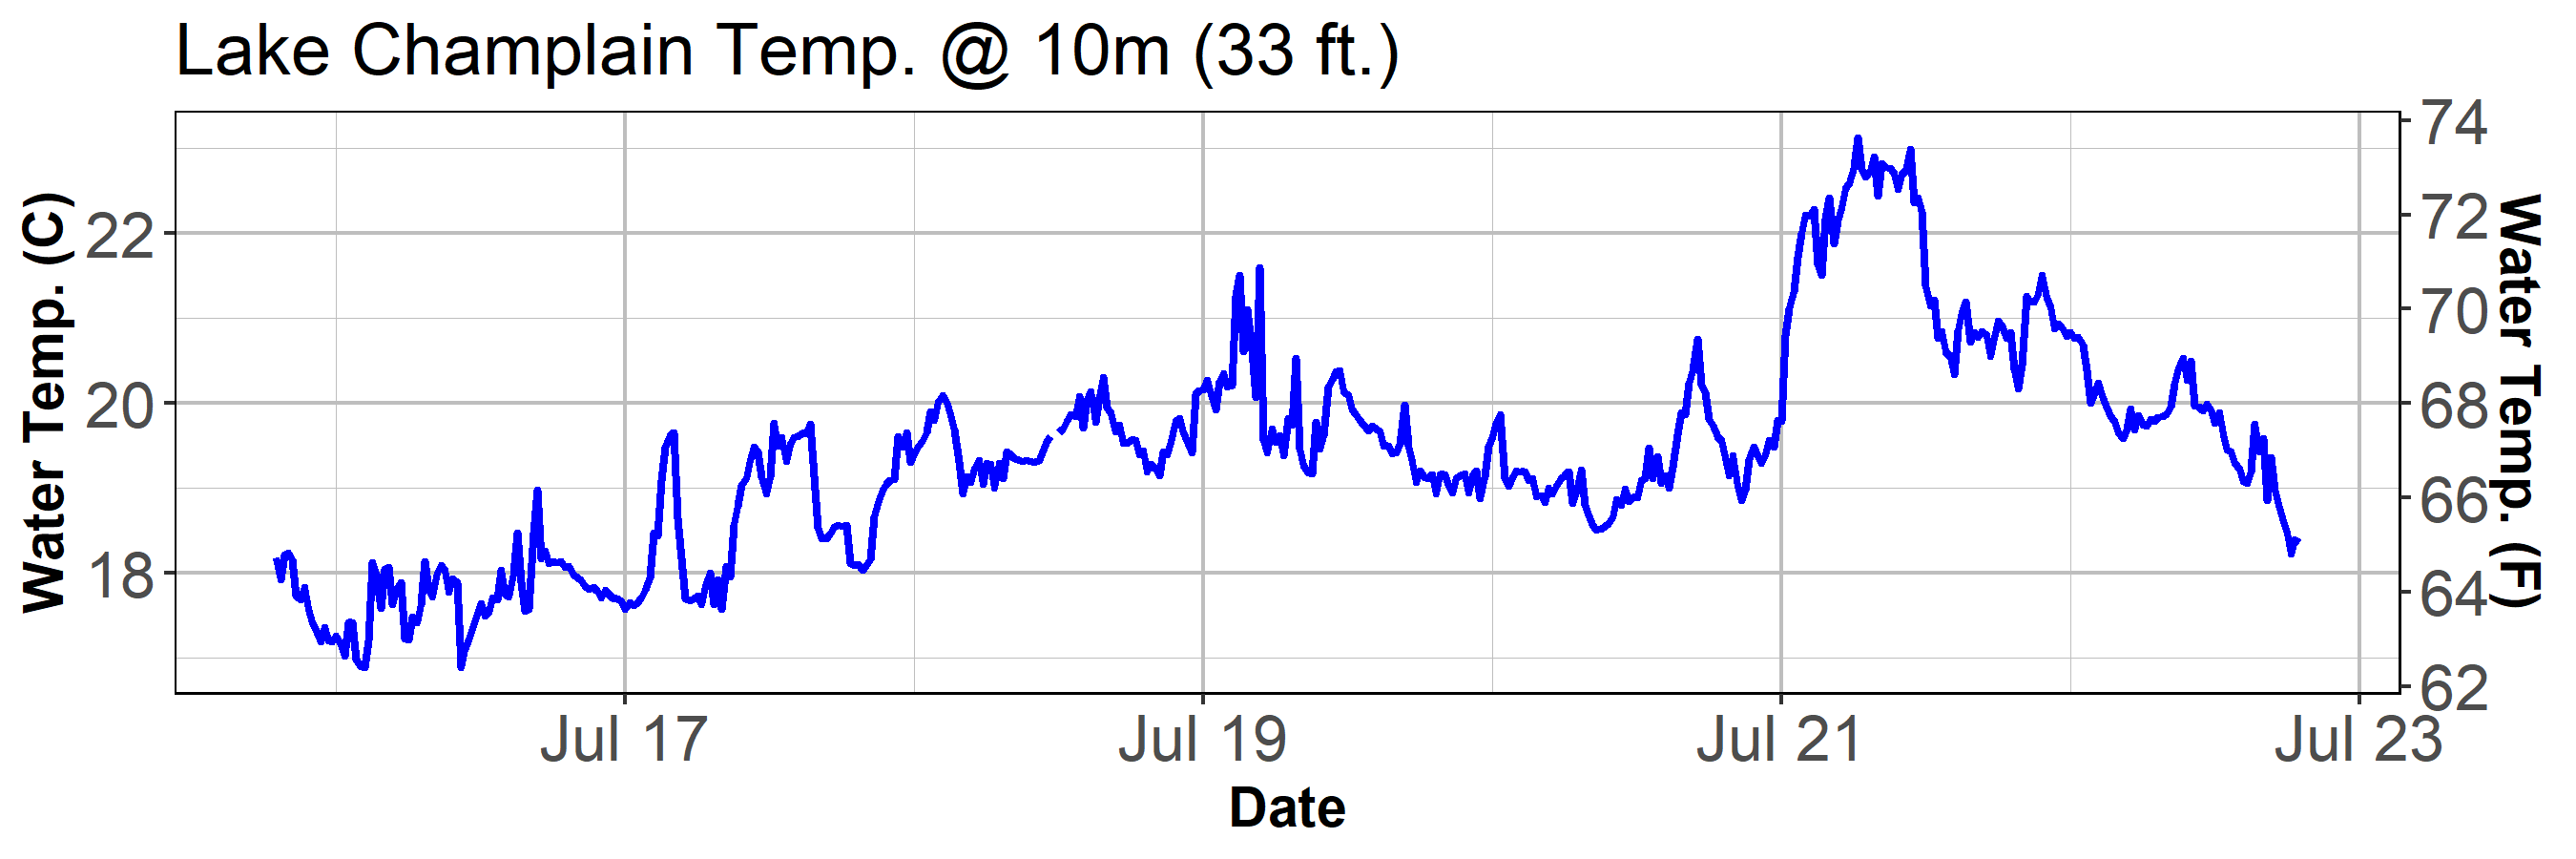 Lake Champlain Temp. @ 10m (33 ft.)
Water Temp. (C)
22
20
18
74
72
70
68
66
64
62
Water Temp. (F)
Jul 17 Jul 19 Jul 21 Jul 23
Date